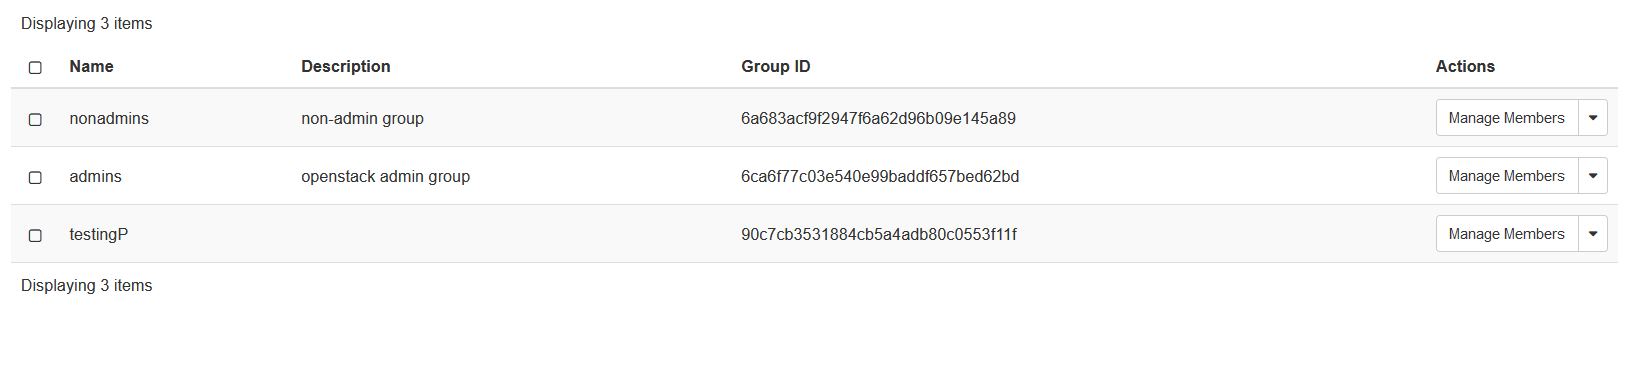 Displaying 3 items
Name Description Group ID Actions
nonadmins non-admin group 6a683acf9f2947f6a62d96b09e145a89 Manage Members
admins openstack admin group 6ca6f77c03e540e99baddf657bed62bd Manage Members
testingP 90c7cb3531884cb5a4adb80c0553f11f Manage Members
Displaying 3 items